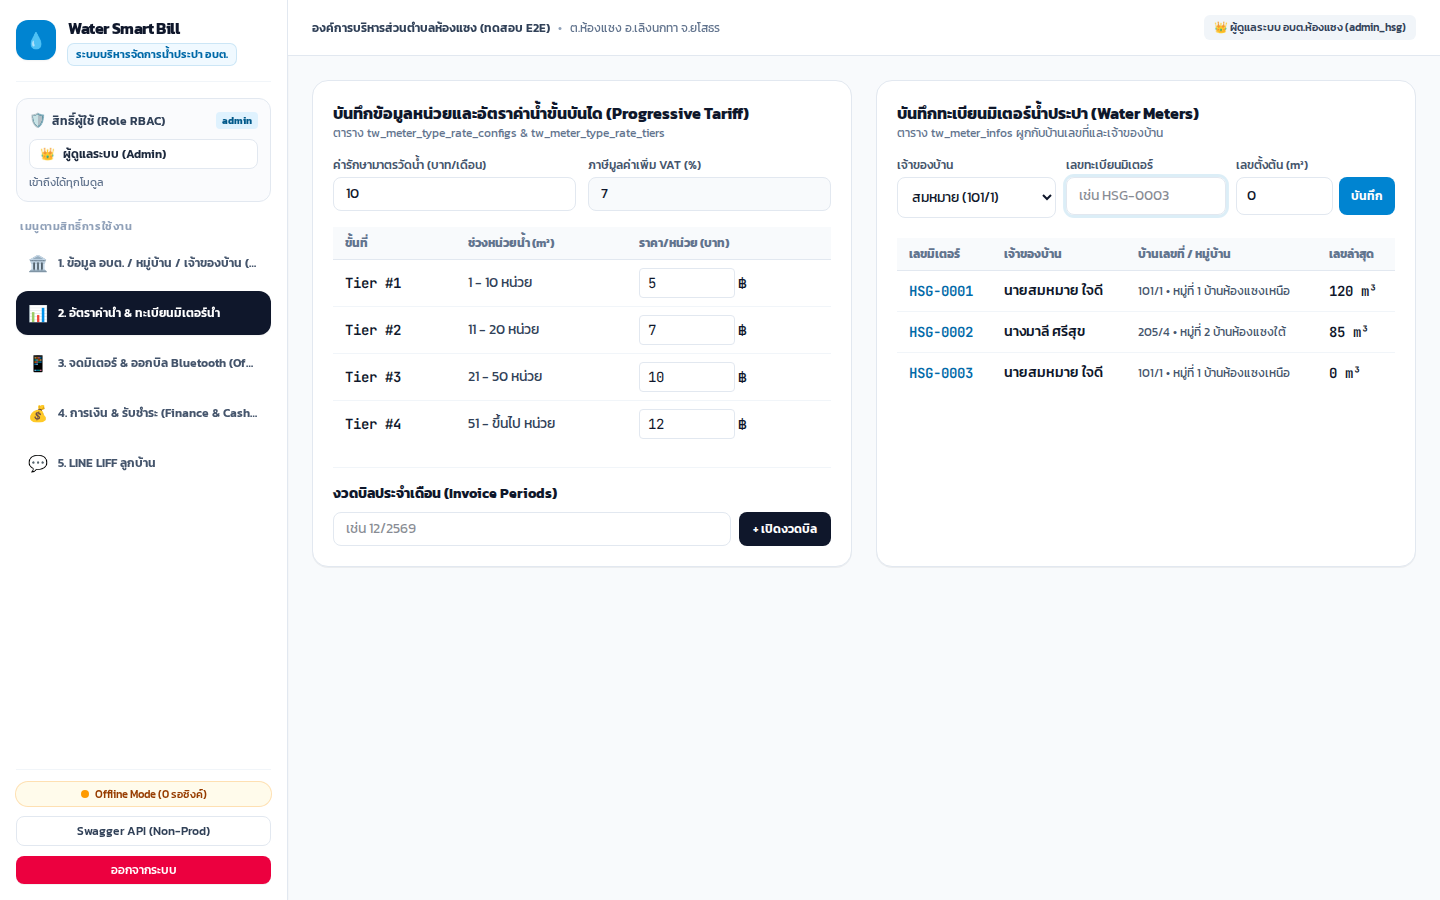 Water Smart Bill
ระบบบริหารจัดการน้ำประปา อบต.
สิทธิ์ผู้ใช้ (Role RBAC)
admin
ผู้ดูแลระบบ (Admin)
เข้าถึงได้ทุกโมดูล
เมนูตามสิทธิ์การใช้งาน
1. ข้อมูล อบต. / หมู่บ้าน / เจ้าของบ้าน (...
2. อัตราค่าน้ำ & ทะเบียนมิเตอร์น้ำ
3. จดมิเตอร์ & ออกบิล Bluetooth (Of...
4. การเงิน & รับชำระ (Finance & Cash...
5. LINE LIFF ลูกบ้าน
Offline Mode (0 รอซิงค์)
Swagger API (Non-Prod)
ออกจากระบบ
องค์การบริหารส่วนตำบลห้องแซง (ทดสอบ E2E) • ต.ห้องแซง อ.เลิงนกทา จ.ยโสธร
ผู้ดูแลระบบ อบต.ห้องแซง (admin_hsg)
บันทึกข้อมูลหน่วยและอัตราค่าน้ำขั้นบันได (Progressive Tariff)
ตาราง tw_meter_type_rate_configs & tw_meter_type_rate_tiers
ค่ารักษามาตรวัดน้ำ (บาท/เดือน)
ภาษีมูลค่าเพิ่ม VAT (%)
10
7
ขั้นที่ ช่วงหน่วยน้ำ (m³) ราคา/หน่วย (บาท)
Tier #1 1 - 10 หน่วย 5 ฿
Tier #2 11 - 20 หน่วย 7 ฿
Tier #3 21 - 50 หน่วย 10 ฿
Tier #4 51 - ขึ้นไป หน่วย 12 ฿
งวดบิลประจำเดือน (Invoice Periods)
เช่น 12/2569
+ เปิดงวดบิล
บันทึกทะเบียนมิเตอร์น้ำประปา (Water Meters)
ตาราง tw_meter_infos ผูกกับบ้านเลขที่และเจ้าของบ้าน
เจ้าของบ้าน เลขทะเบียนมิเตอร์ เลขตั้งต้น (m³)
สมหมาย (101/1) เช่น HSG-0003 0 บันทึก
เลขมิเตอร์ เจ้าของบ้าน บ้านเลขที่ / หมู่บ้าน เลขล่าสุด
HSG-0001 นายสมหมาย ใจดี 101/1 • หมู่ที่ 1 บ้านห้องแซงเหนือ 120 m³
HSG-0002 นางมาลี ศรีสุข 205/4 • หมู่ที่ 2 บ้านห้องแซงใต้ 85 m³
HSG-0003 นายสมหมาย ใจดี 101/1 • หมู่ที่ 1 บ้านห้องแซงเหนือ 0 m³